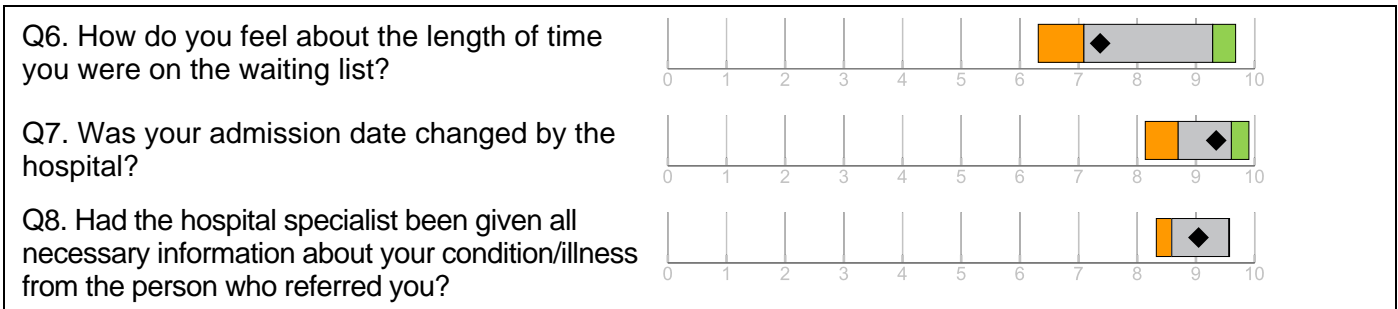 Q6. How do you feel about the length of time
you were on the waiting list?
0 1 2 3 4 5 6 7 8 9 10
Q7. Was your admission date changed by the
hospital?
0 1 2 3 4 5 6 7 8 9 10
Q8. Had the hospital specialist been given all
necessary information about your condition/illness
from the person who referred you?
0 1 2 3 4 5 6 7 8 9 10